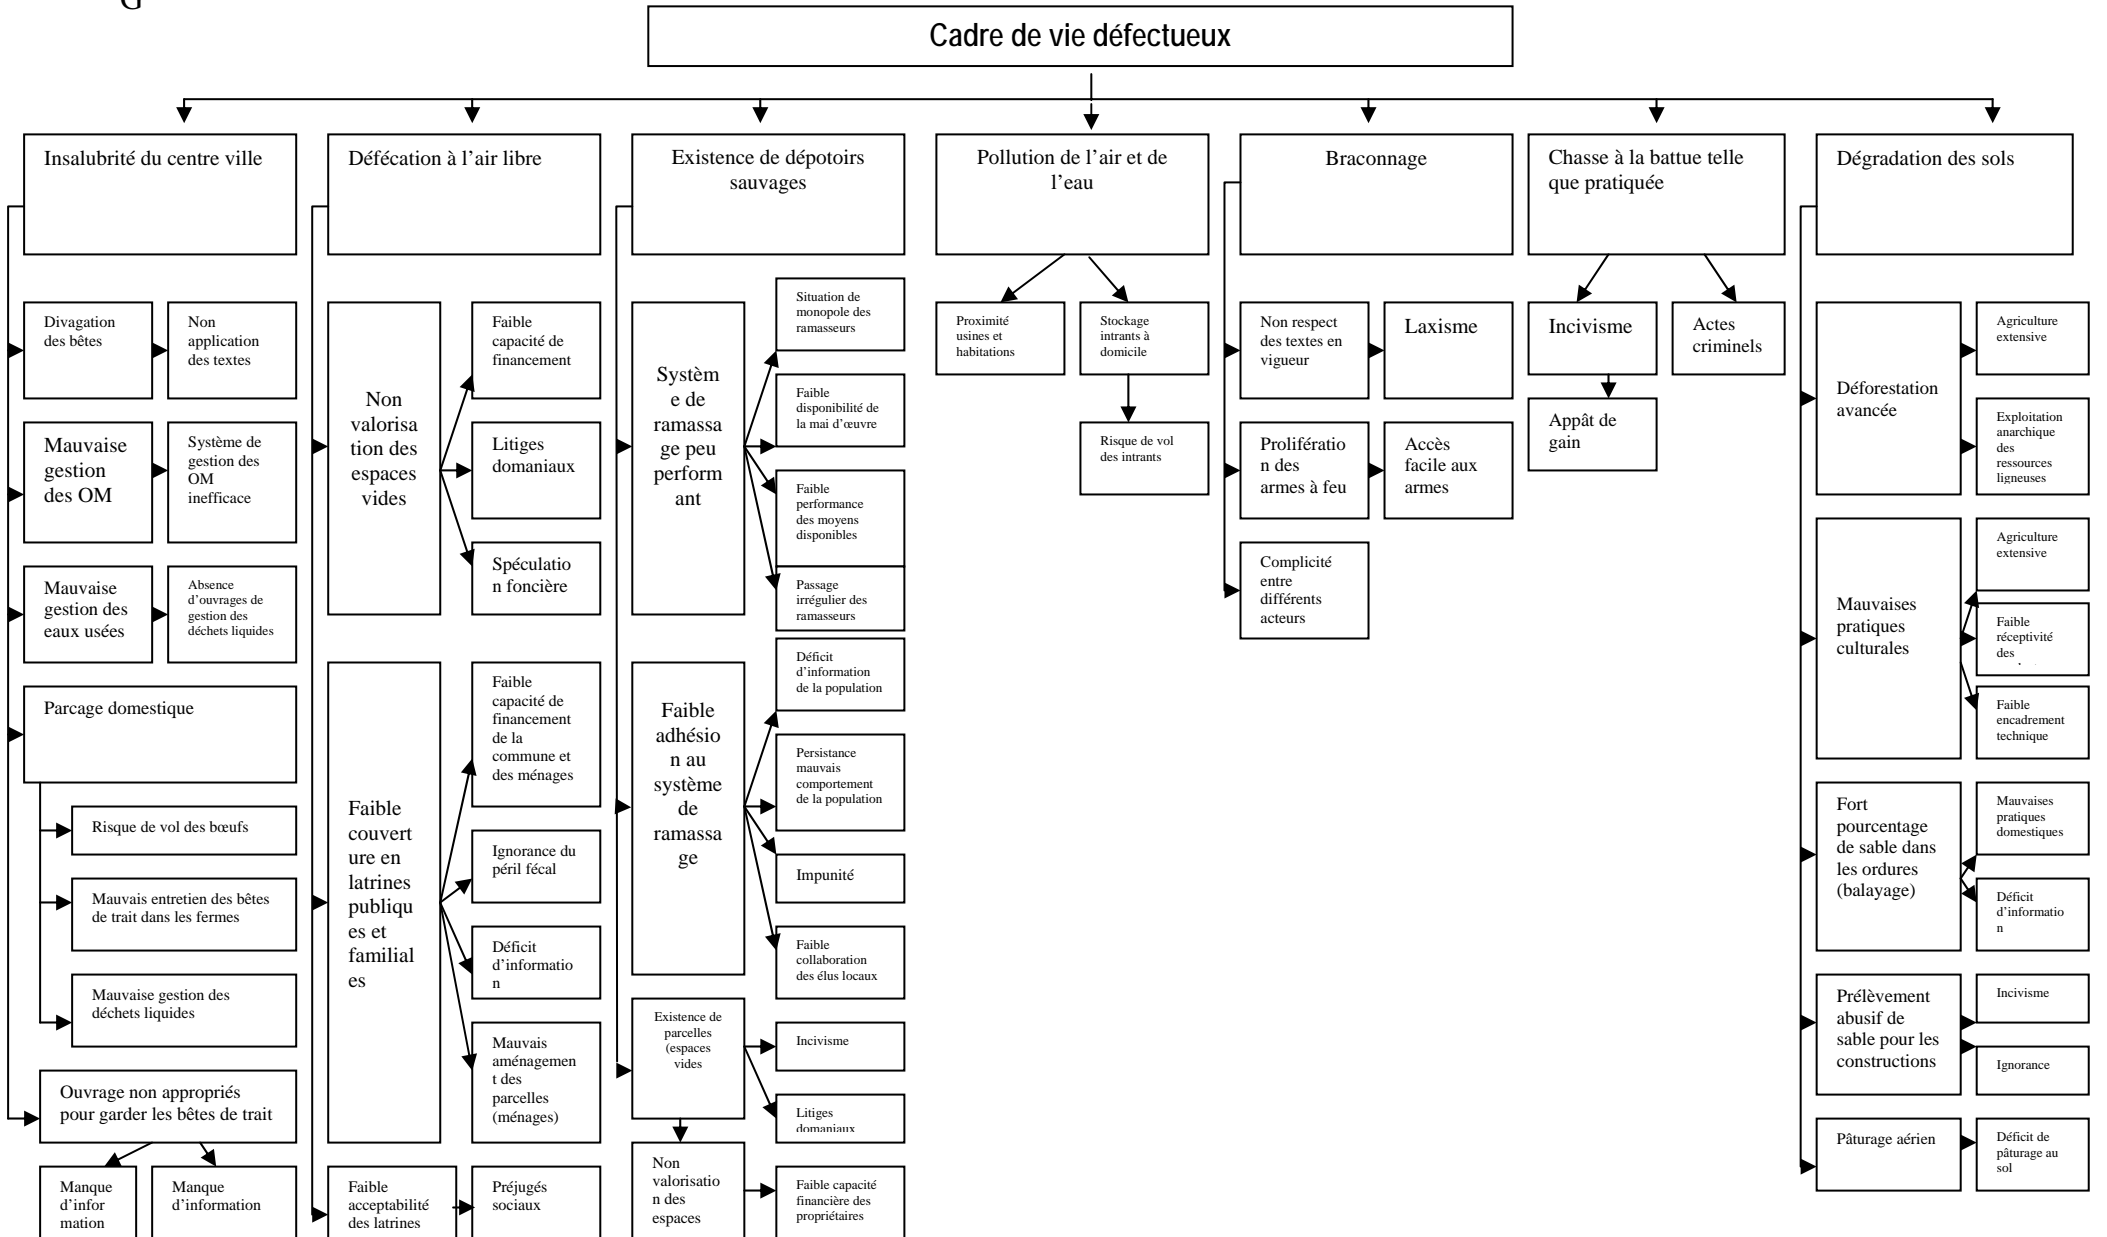 G
Cadre de vie défectueux
Insalubrité du centre ville
Défécation à l’air libre
Existence de dépotoirs
sauvages
Pollution de l’air et de
l’eau
Braconnage
Chasse à la battue telle
que pratiquée
Dégradation des sols
Divagation
des bêtes
Non
application
des textes
Mauvaise
gestion
des OM
Système de
gestion des
OM
inefficace
Mauvaise
gestion des
eaux usées
Absence
d’ouvrages de
gestion des
déchets liquides
Parcage domestique
Risque de vol des bœufs
Mauvais entretien des bêtes
de trait dans les fermes
Mauvaise gestion des
déchets liquides
Ouvrage non appropriés
pour garder les bêtes de trait
Manque
d’infor
mation
Manque
d’information
Non
valorisa
tion des
espaces
vides
Faible
capacité de
financement
Litiges
domaniaux
Spéculatio
n foncière
Faible
couvert
ure en
latrines
publiqu
es et
familial
es
Faible
capacité de
financement
de la
commune et
des ménages
Ignorance du
péril fécal
Déficit
d’informatio
n
Mauvais
aménagemen
t des
parcelles
(ménages)
Faible
acceptabilité
des latrines
Préjugés
sociaux
Systèm
e de
ramassa
ge peu
perform
ant
Situation de
monopole des
ramasseurs
Faible
disponibilité de
la mai d’œuvre
Faible
performance
des moyens
disponibles
Passage
irrégulier des
ramasseurs
Faible
adhésio
n au
système
de
ramassa
ge
Déficit
d’information
de la population
Persistance
mauvais
comportement
de la population
Impunité
Faible
collaboration
des élus locaux
Existence de
parcelles
(espaces
vides
Incivisme
Litiges
domaniaux
Non
valorisatio
n des
espaces
Faible capacité
financière des
propriétaires
Proximité
usines et
habitations
Stockage
intrants à
domicile
Risque de vol
des intrants
Non respect
des textes en
vigueur
Laxisme
Prolifératio
n des
armes à feu
Accès
facile aux
armes
Complicité
entre
différents
acteurs
Incivisme
Actes
criminels
Appât de
gain
Déforestation
avancée
Agriculture
extensive
Exploitation
anarchique
des
ressources
ligneuses
Mauvaises
pratiques
culturales
Agriculture
extensive
Faible
réceptivité
des
Faible
encadrement
technique
Fort
pourcentage
de sable dans
les ordures
(balayage)
Mauvaises
pratiques
domestiques
Déficit
d’informatio
n
Prélèvement
abusif de
sable pour les
constructions
Incivisme
Ignorance
Pâturage aérien
Déficit de
pâturage au
sol